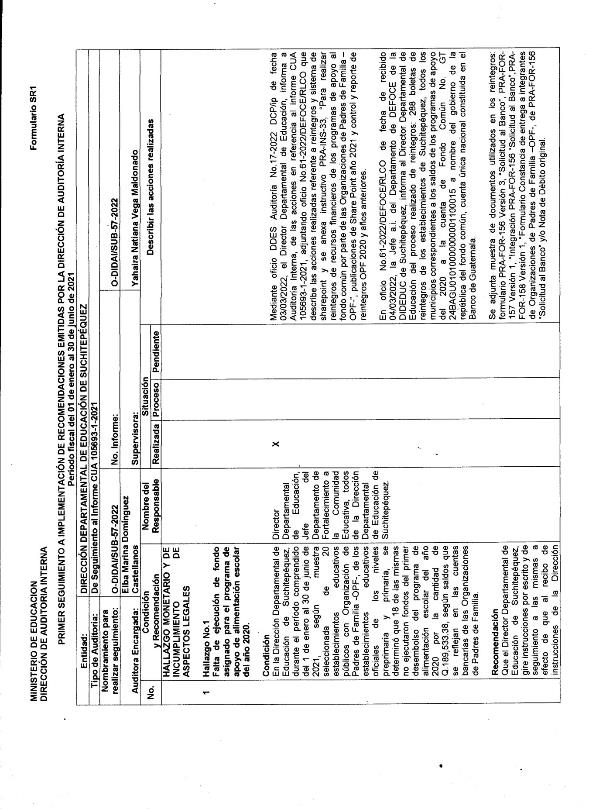 MINISTERIO DE EDUCACION
DIRECCIÓN DE AUDITORÍA INTERNA
Formulario SR1
PRIMER SEGUIMIENTO A IMPLEMENTACIÓN DE RECOMENDACIONES EMITIDAS POR LA DIRECCIÓN DE AUDITORÍA INTERNA
Período fiscal del 01 de enero al 30 de junio de 2021
Entidad: DIRECCIÓN DEPARTAMENTAL DE EDUCACIÓN DE SUCHITEPÉQUEZ
Tipo de Auditoría: De Seguimiento al Informe CUA 105693-1-2021
Nombramiento para
realizar seguimiento: O-DIDAI/SUB-57-2022 No. Informe: O-DIDAI/SUB-57-2022
Auditora Encargada: Elba Marina Domínguez
Castellanos Supervisora: Yahaira Natiana Vega Maldonado
No.
Condición
y Recomendación
Nombre del
Responsable
Situación
Realizada Proceso Pendiente
Describir las acciones realizadas
HALLAZGO MONETARIO Y DE
INCUMPLIMIENTO DE
ASPECTOS LEGALES
1
Hallazgo No.1
Falta de ejecución de fondo
asignado para el programa de
apoyo de alimentación escolar
del año 2020.
Condición
En la Dirección Departamental de
Educación de Suchitepéquez,
durante el período comprendido
del 1 de enero al 30 de junio de
2021, según muestra
seleccionada de 20
establecimientos educativos
públicos con Organización de
Padres de Familia -OPF-, de los
establecimientos educativos
oficiales de los niveles
preprimaria y primaria, se
determinó que 16 de las mismas
no ejecutaron fondos del primer
desembolso del programa de
alimentación escolar del año
2020 por la cantidad de
Q.189,533.38, según saldos que
se reflejan en las cuentas
bancarias de las Organizaciones
de Padres de Familia.
Recomendación
Que el Director Departamental de
Educación de Suchitepéquez,
gire instrucciones por escrito y de
seguimiento a las mismas a
efecto de que al recibo de
instrucciones de la Dirección
Director
Departamental
de Educación,
Jefe del
Departamento de
Fortalecimiento a
la Comunidad
Educativa, todos
de la Dirección
Departamental
de Educación de
Suchitepéquez.
X
Mediante oficio DDES Auditoría No.17-2022 DCP/lp de fecha
03/03/2022, el Director Departamental de Educación, informa a
Auditoría Interna, de las acciones en referencia al informe CUA
105693-1-2021, adjuntando oficio No.61-2022/DEFOCE/RLCO que
describe las acciones realizadas referente a reintegros y sistema de
sharepoint y se anexa instructivo PRA-INS-33, "Para realizar
reintegros de recursos financieros de los programas de apoyo al
fondo común por parte de las Organizaciones de Padres de Familia –
OPF-", publicaciones de Share Point año 2021 y control y reporte de
reintegros OPF 2020 y años anteriores.
En oficio No.61-2022/DEFOCE/RLCO de fecha de recibido
04/03/2022, la Jefe a.i. del Departamento de DEFOCE de la
DIDEDUC de Suchitepéquez, informa al Director Departamental de
Educación del proceso realizado de reintegros: 288 boletas de
reintegros de los establecimientos de Suchitepéquez, todos los
municipios correspondientes a los saldos de los programas de apoyo
del 2020 a la cuenta de Fondo Común No. GT
24BAGU01010000000001100015 a nombre del gobierno de la
república del fondo común, cuenta única nacional constituida en el
Banco de Guatemala.
Se adjunta muestra de documentos utilizados en los reintegros:
formulario PRA-FOR-156 Versión 3, "Solicitud al Banco", PRA-FOR-
157 Versión 1, "Integración PRA-FOR-156 "Solicitud al Banco", PRA-
FOR-158 Versión 1, "Formulario Constancia de entrega a integrantes
de Organizaciones de Padres de Familia –OPF-, de PRA-FOR-156
"Solicitud al Banco" y/o Nota de Débito original.